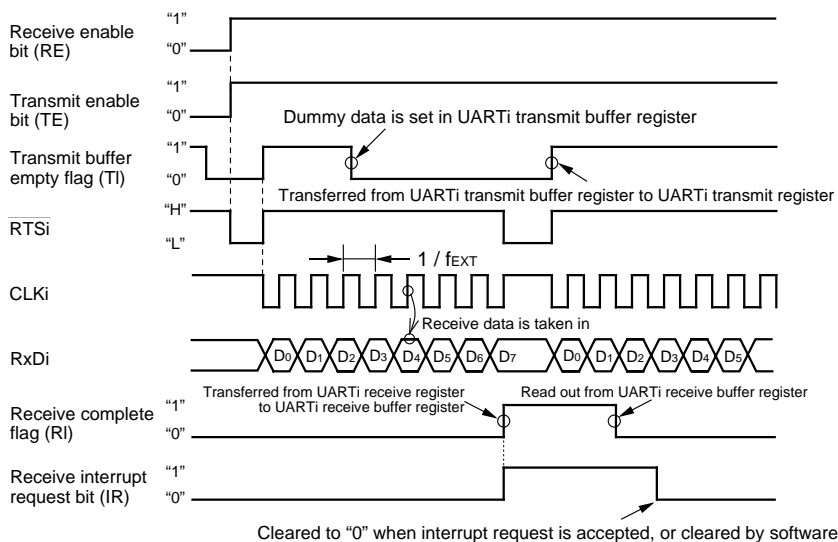 Receive enable
bit (RE)
“1”
“0”
Transmit enable
bit (TE)
“1”
“0”
Dummy data is set in UARTi transmit buffer register
Transmit buffer
empty flag (TI)
“1”
“0”
Transferred from UARTi transmit buffer register to UARTi transmit register
RTSi
“H”
“L”
1 / fEXT
CLKi
Receive data is taken in
RxDi
D0 D1 D2 D3 D4 D5 D6 D7 D0 D1 D2 D3 D4 D5
Transferred from UARTi receive register
to UARTi receive buffer register
Read out from UARTi receive buffer register
Receive complete
flag (RI)
“1”
“0”
Receive interrupt
request bit (IR)
“1”
“0”
Cleared to “0” when interrupt request is accepted, or cleared by software